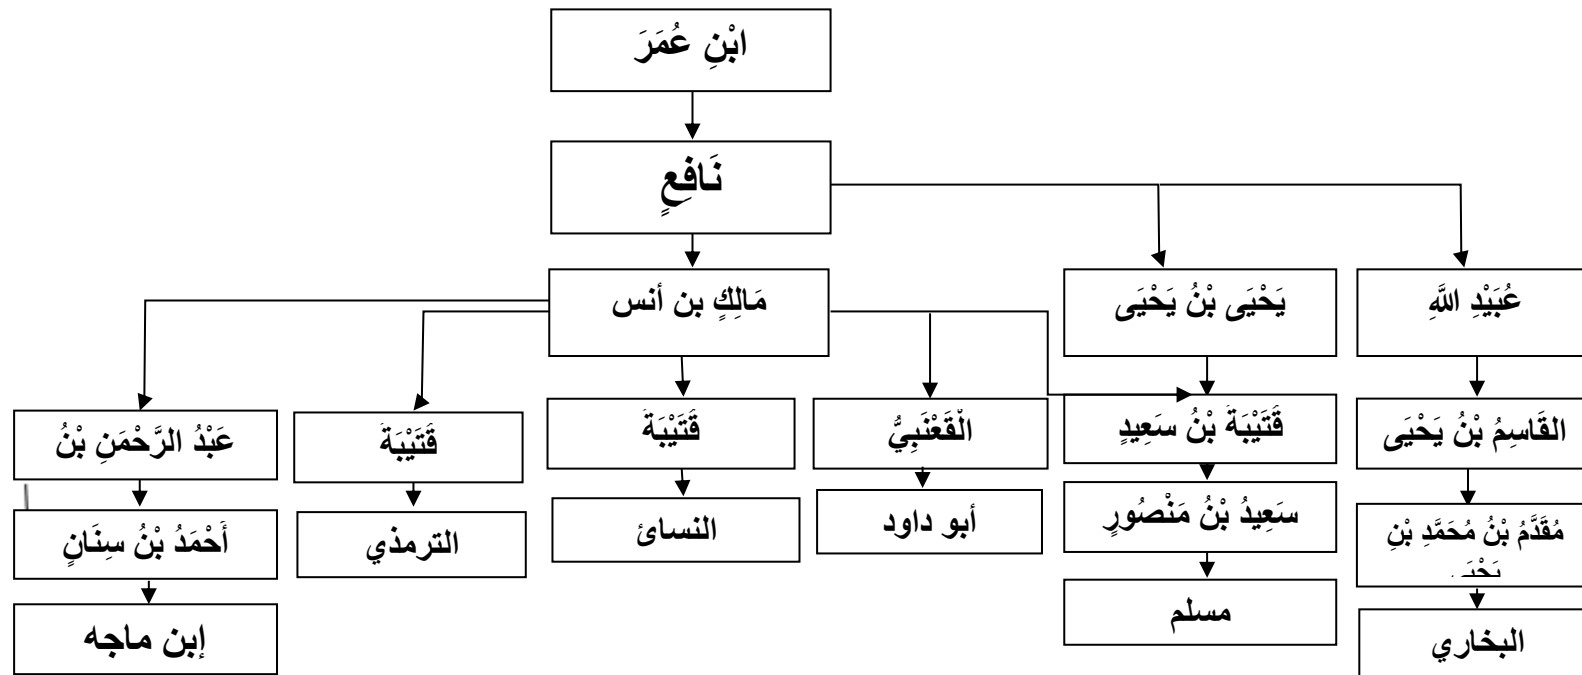 ابْنِ عُمَرَ
نَافِعٍ
عُبَيْدِ اللَّهِ
يَحْيَى بْنُ يَحْيَى
مَالِكٍ بن أنس
القَاسِمُ بْنُ يَحْيَى
قُتَيْبَةُ بْنُ سَعِيدٍ
الْقَعْنَبِيُّ
قُتَيْبَةُ
قُتَيْبَةُ
عَبْدُ الرَّحْمَنِ بْنُ
مُقَدَّمُ بْنُ مُحَمَّدِ بْنِ
يَحْيَى
سَعِيدُ بْنُ مَنْصُورٍ
أبو داود
النسائ
الترمذي
أَحْمَدُ بْنُ سِنَانٍ
البخاري
مسلم
إبن ماجه